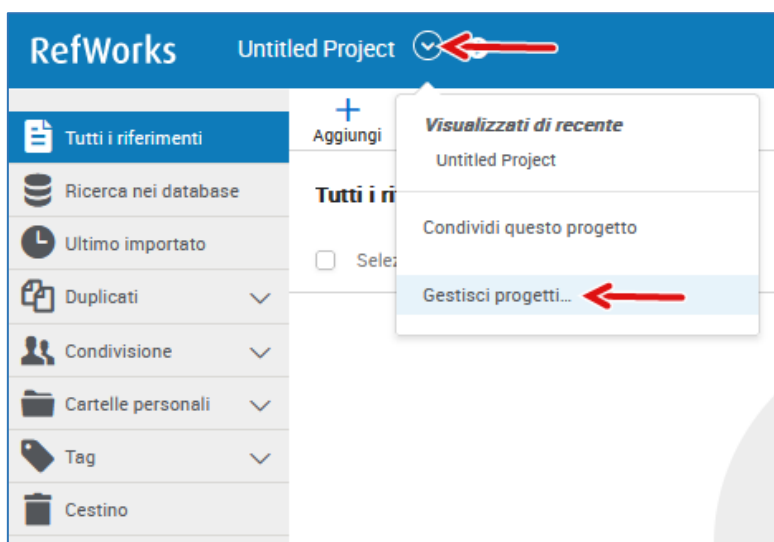 RefWorks
Untitled Project
Tutti i riferimenti
Ricerca nei database
Ultimo importato
Duplicati
Condivisione
Cartelle personali
Tag
Cestino
Aggiungi
Tutti i ri
Selez
Visualizzati di recente
Untitled Project
Condividi questo progetto
Gestisci progetti...